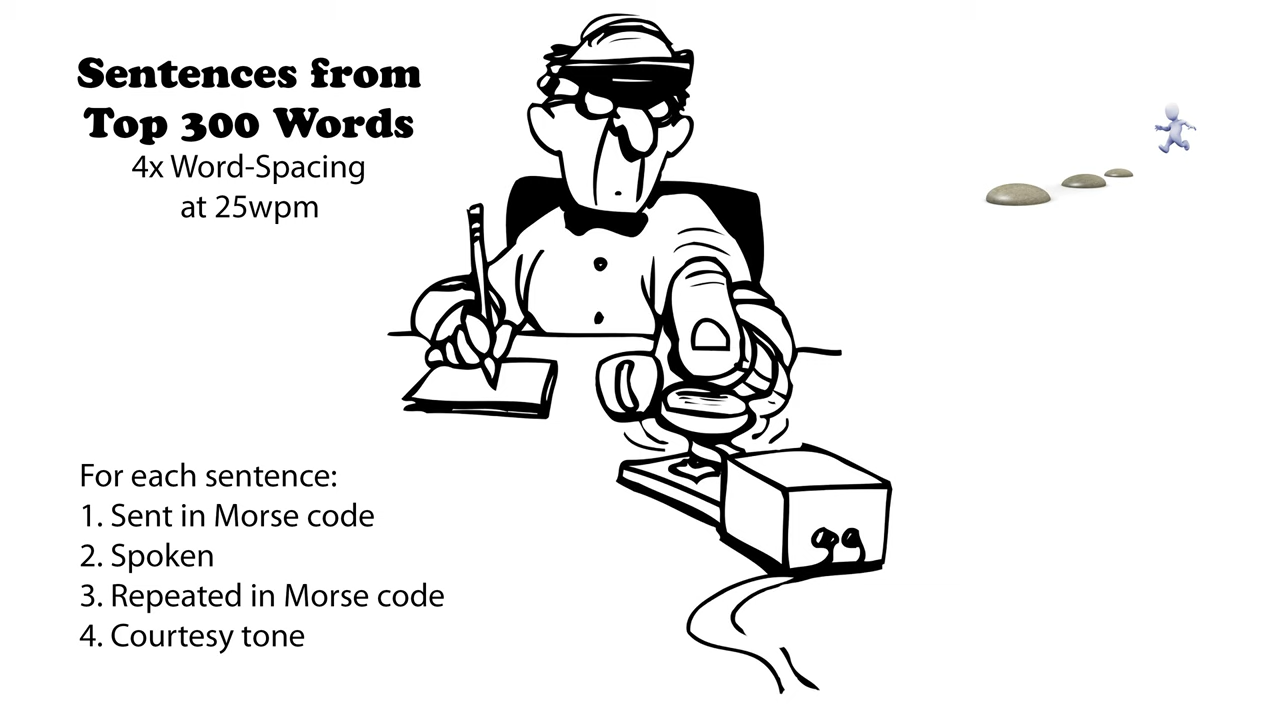 Sentences from
Top 300 Words
4x Word-Spacing
at 25wpm
For each sentence:
1. Sent in Morse code
2. Spoken
3. Repeated in Morse code
4. Courtesy tone